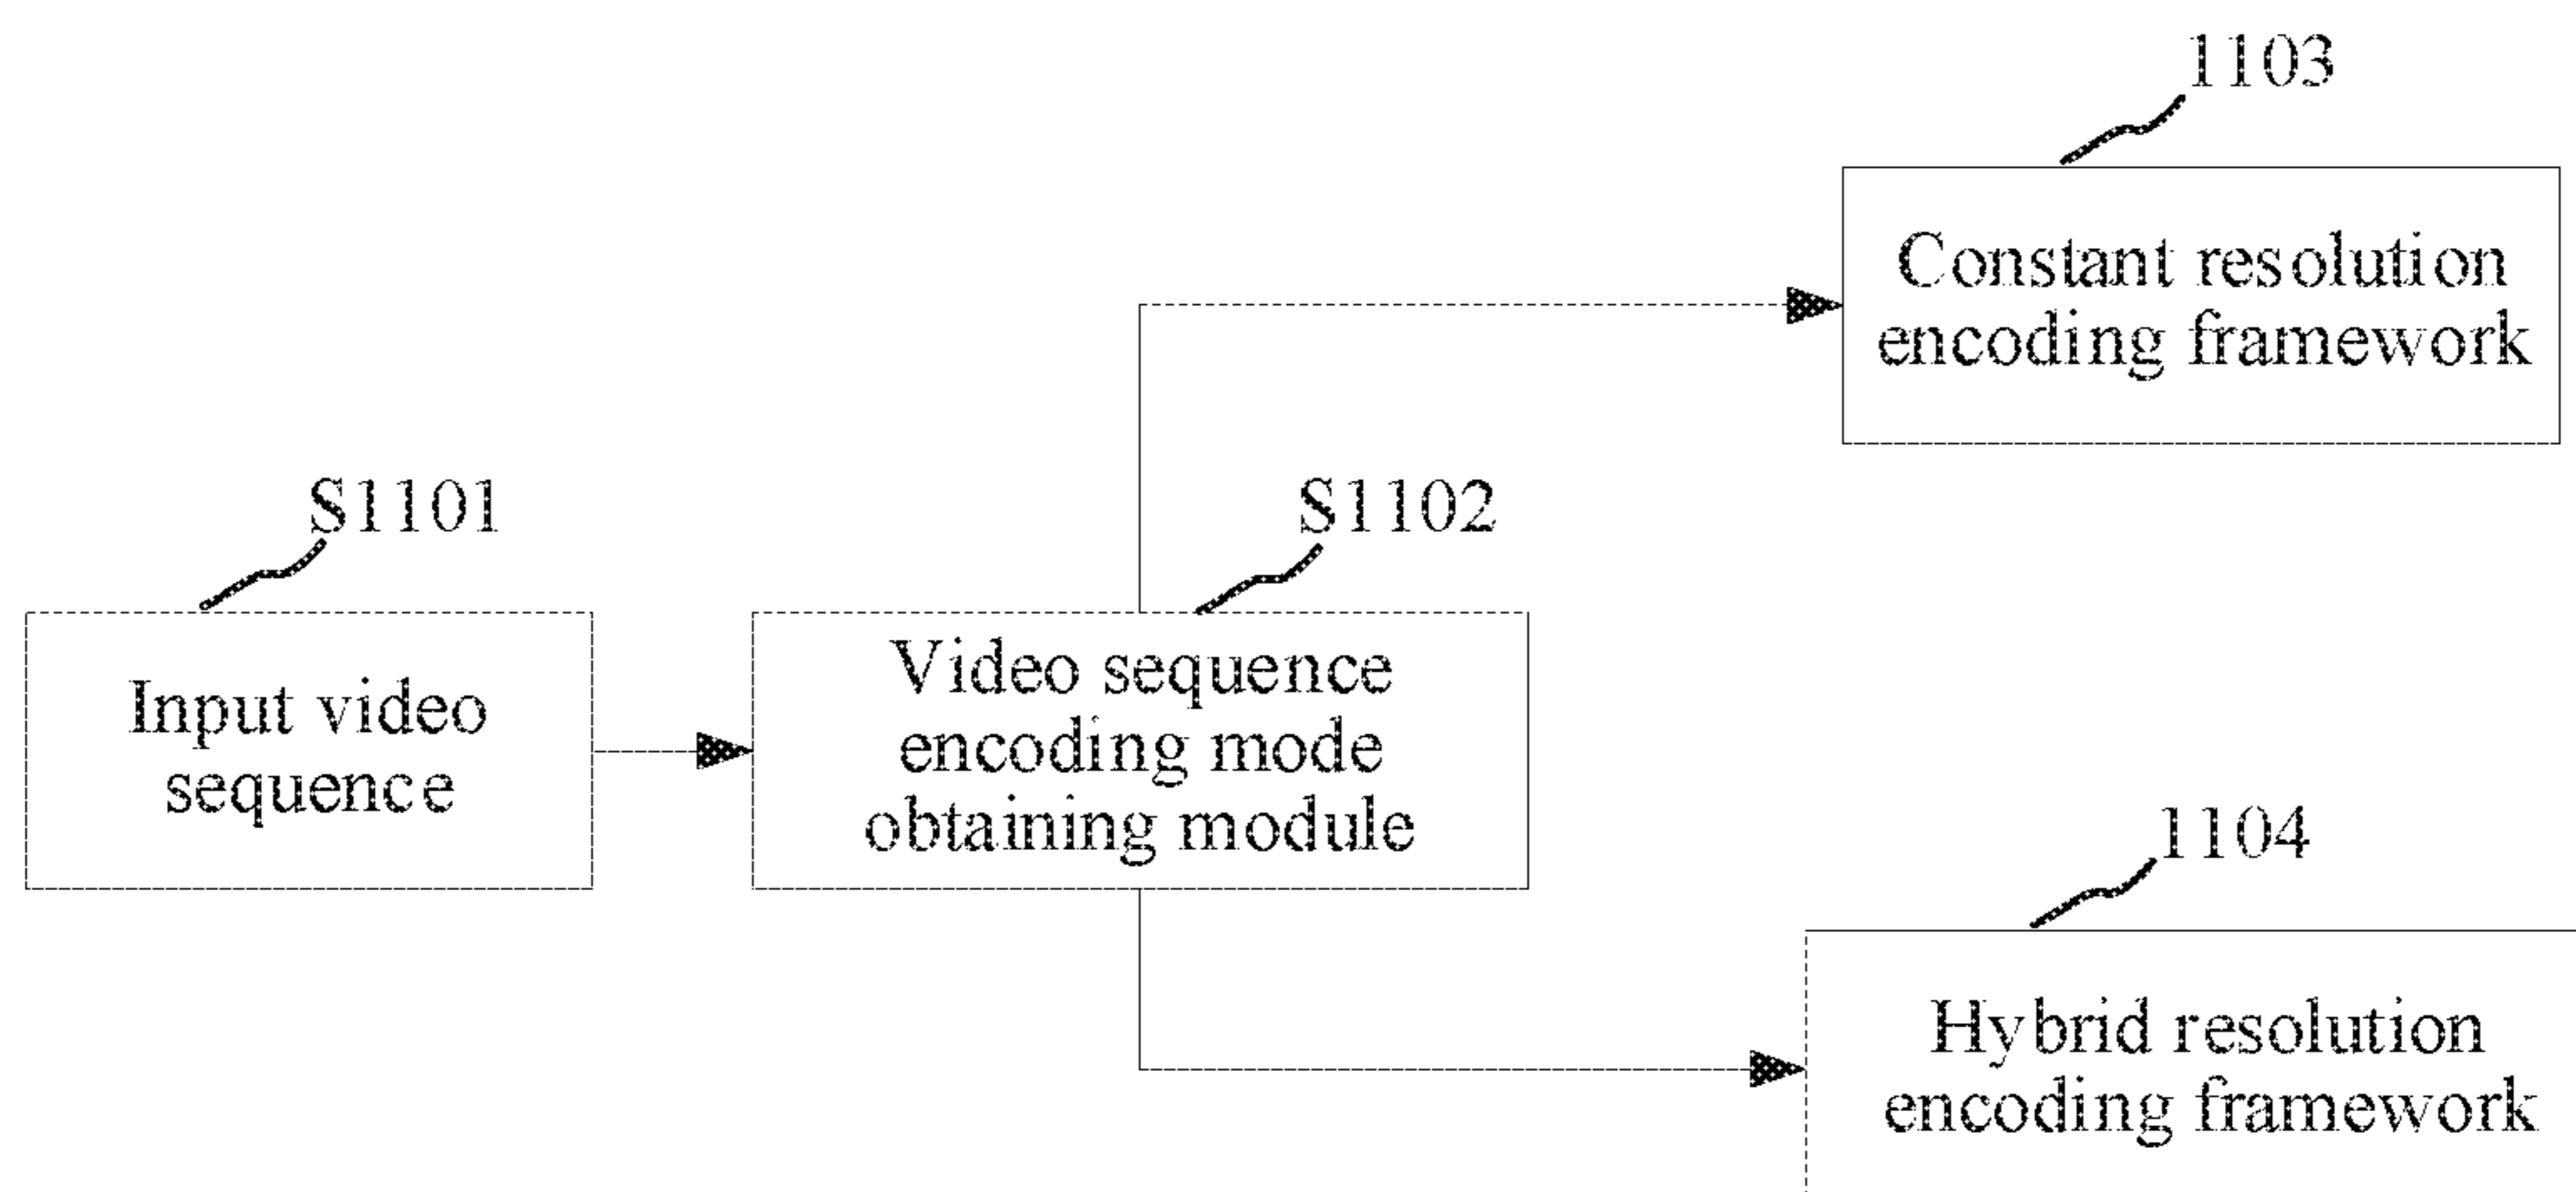 1103
Constant resolution
encoding framework
S1101
S1102
Input video
sequence
Video sequence
encoding mode
obtaining module
1104
Hybrid resolution
encoding framework